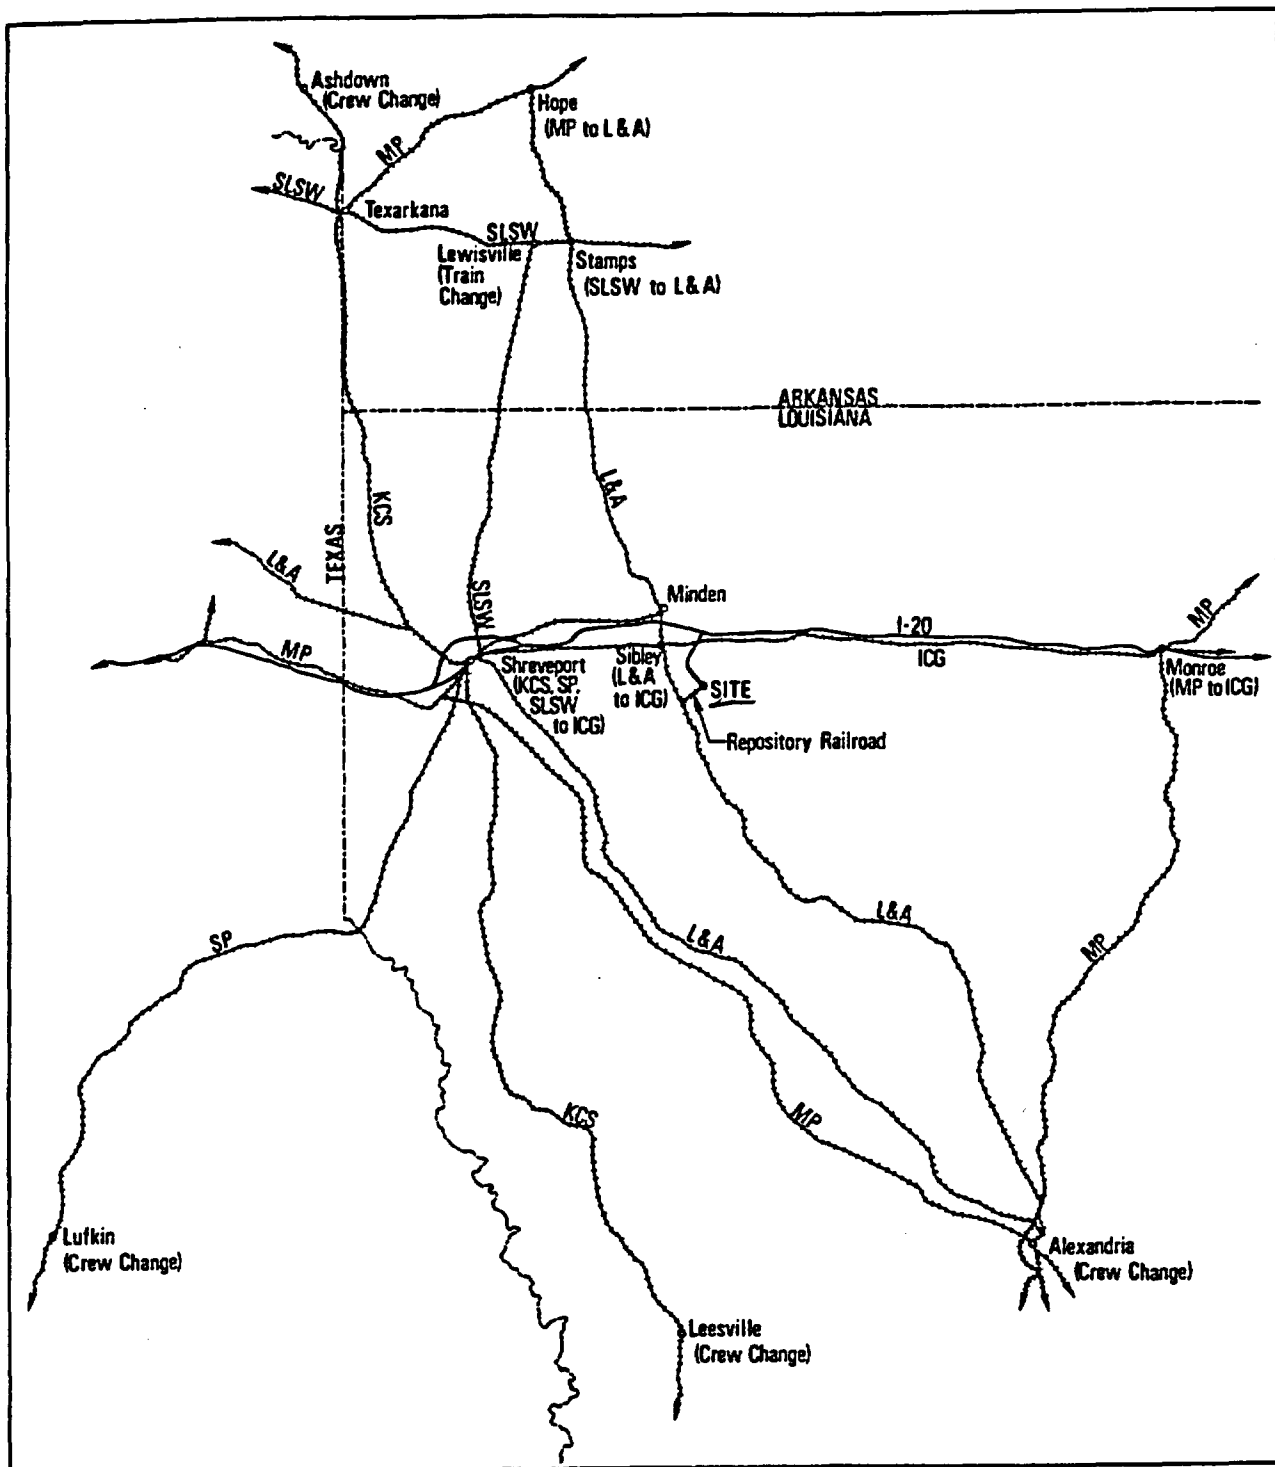 Ashdown
(Crew Change)
Hope
(MP to L&A)
MP
SLSW
Texarkana
SLSW
Lewisville
(Train
Change)
Stamps
(SLSW to L&A)
ARKANSAS
LOUISIANA
L&A
KCS
TEXAS
L&A
SLSW
Minden
MP
I-20
ICG
MP
Shreveport
(KCS, SP,
SLSW
to ICG)
Sibley
(L&A
to ICG)
SITE
Monroe
(MP to ICG)
Repository Railroad
SP
L&A
L&A
MP
KCS
MP
Lufkin
(Crew Change)
Alexandria
(Crew Change)
Leesville
(Crew Change)